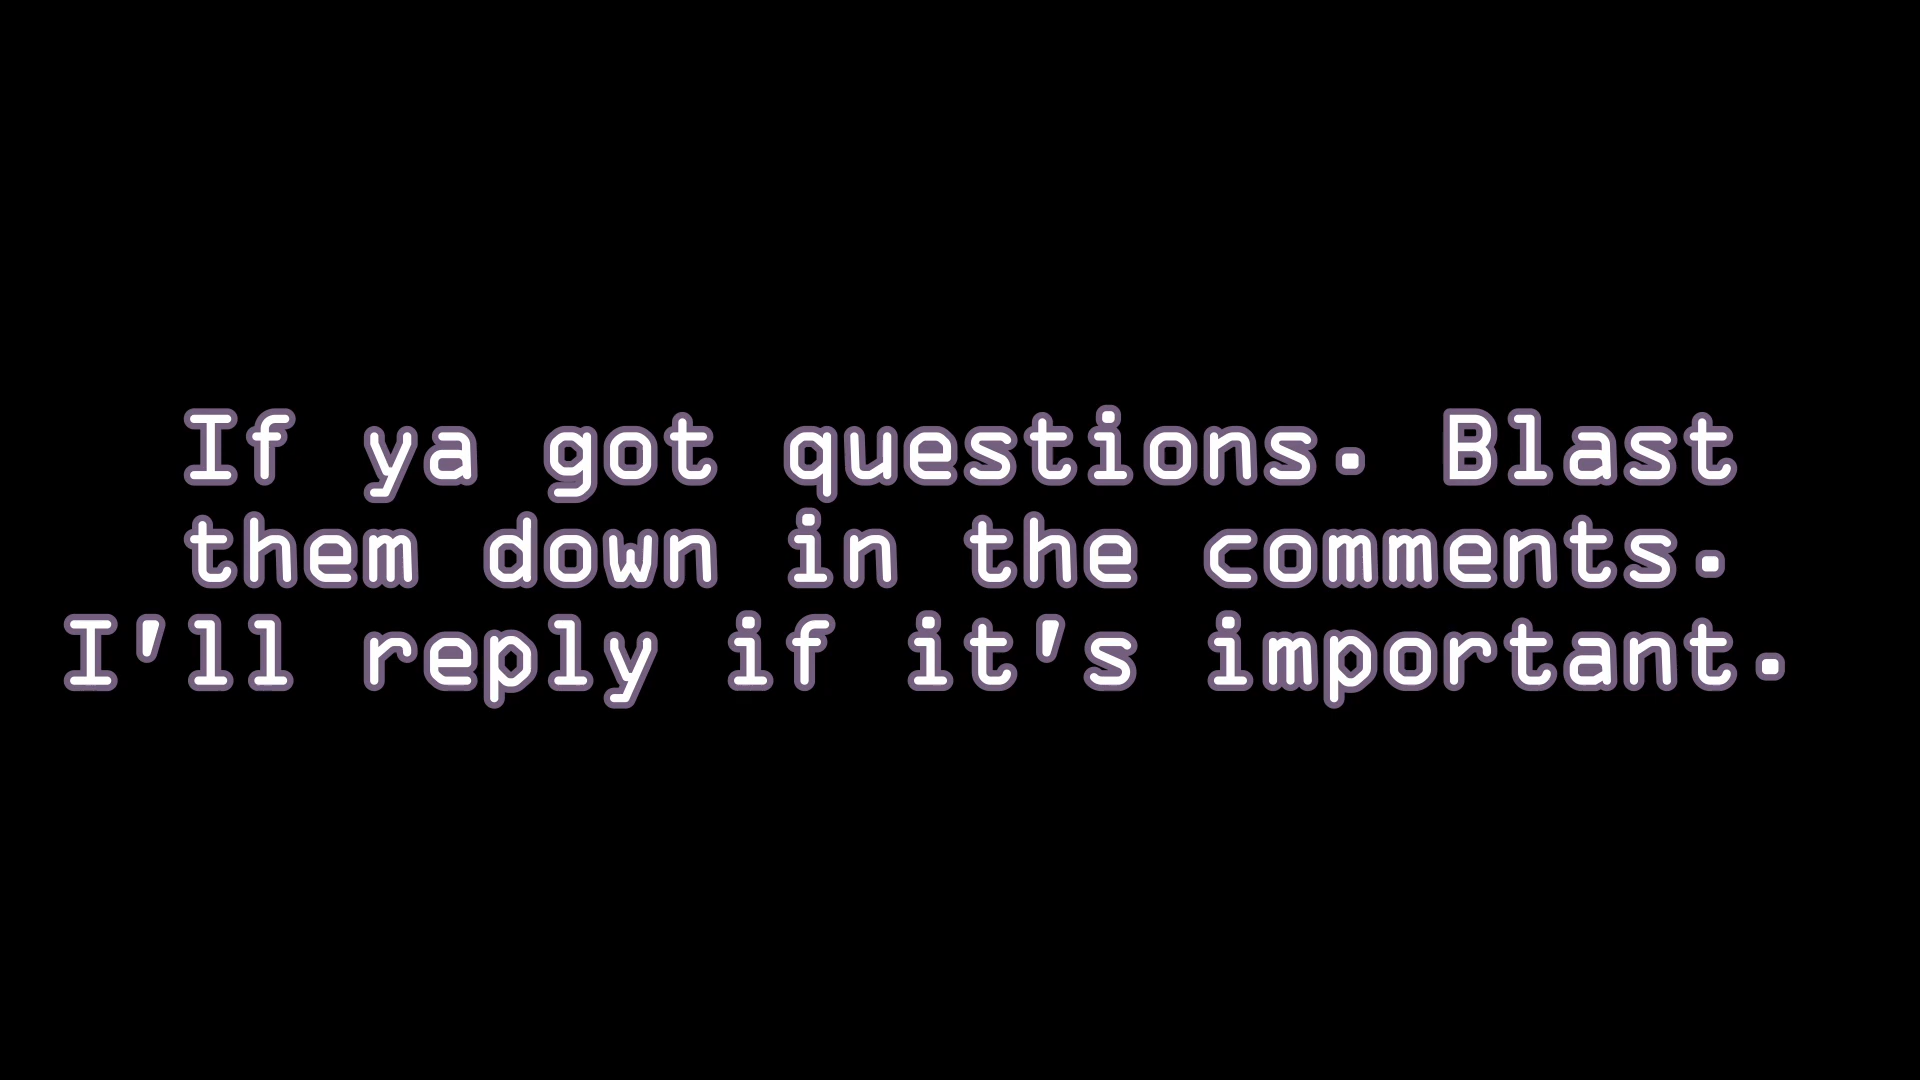 If ya got questions. Blast
them down in the comments.
I'll reply if it's important.